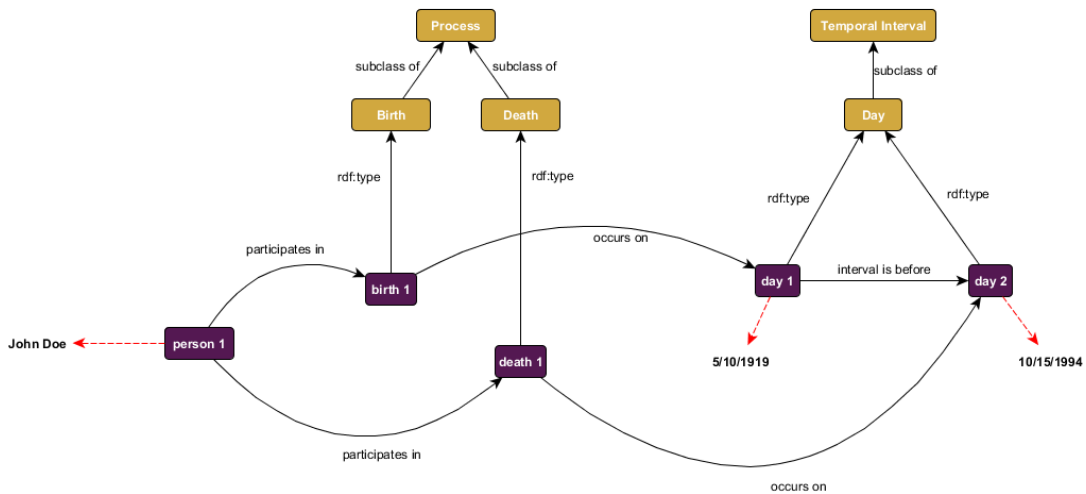 Process
Temporal Interval
subclass of
subclass of
subclass of
Birth
Death
Day
rdf:type
rdf:type
rdf:type
rdf:type
participates in
occurs on
birth 1
day 1
interval is before
day 2
John Doe
person 1
death 1
5/10/1919
10/15/1994
participates in
occurs on